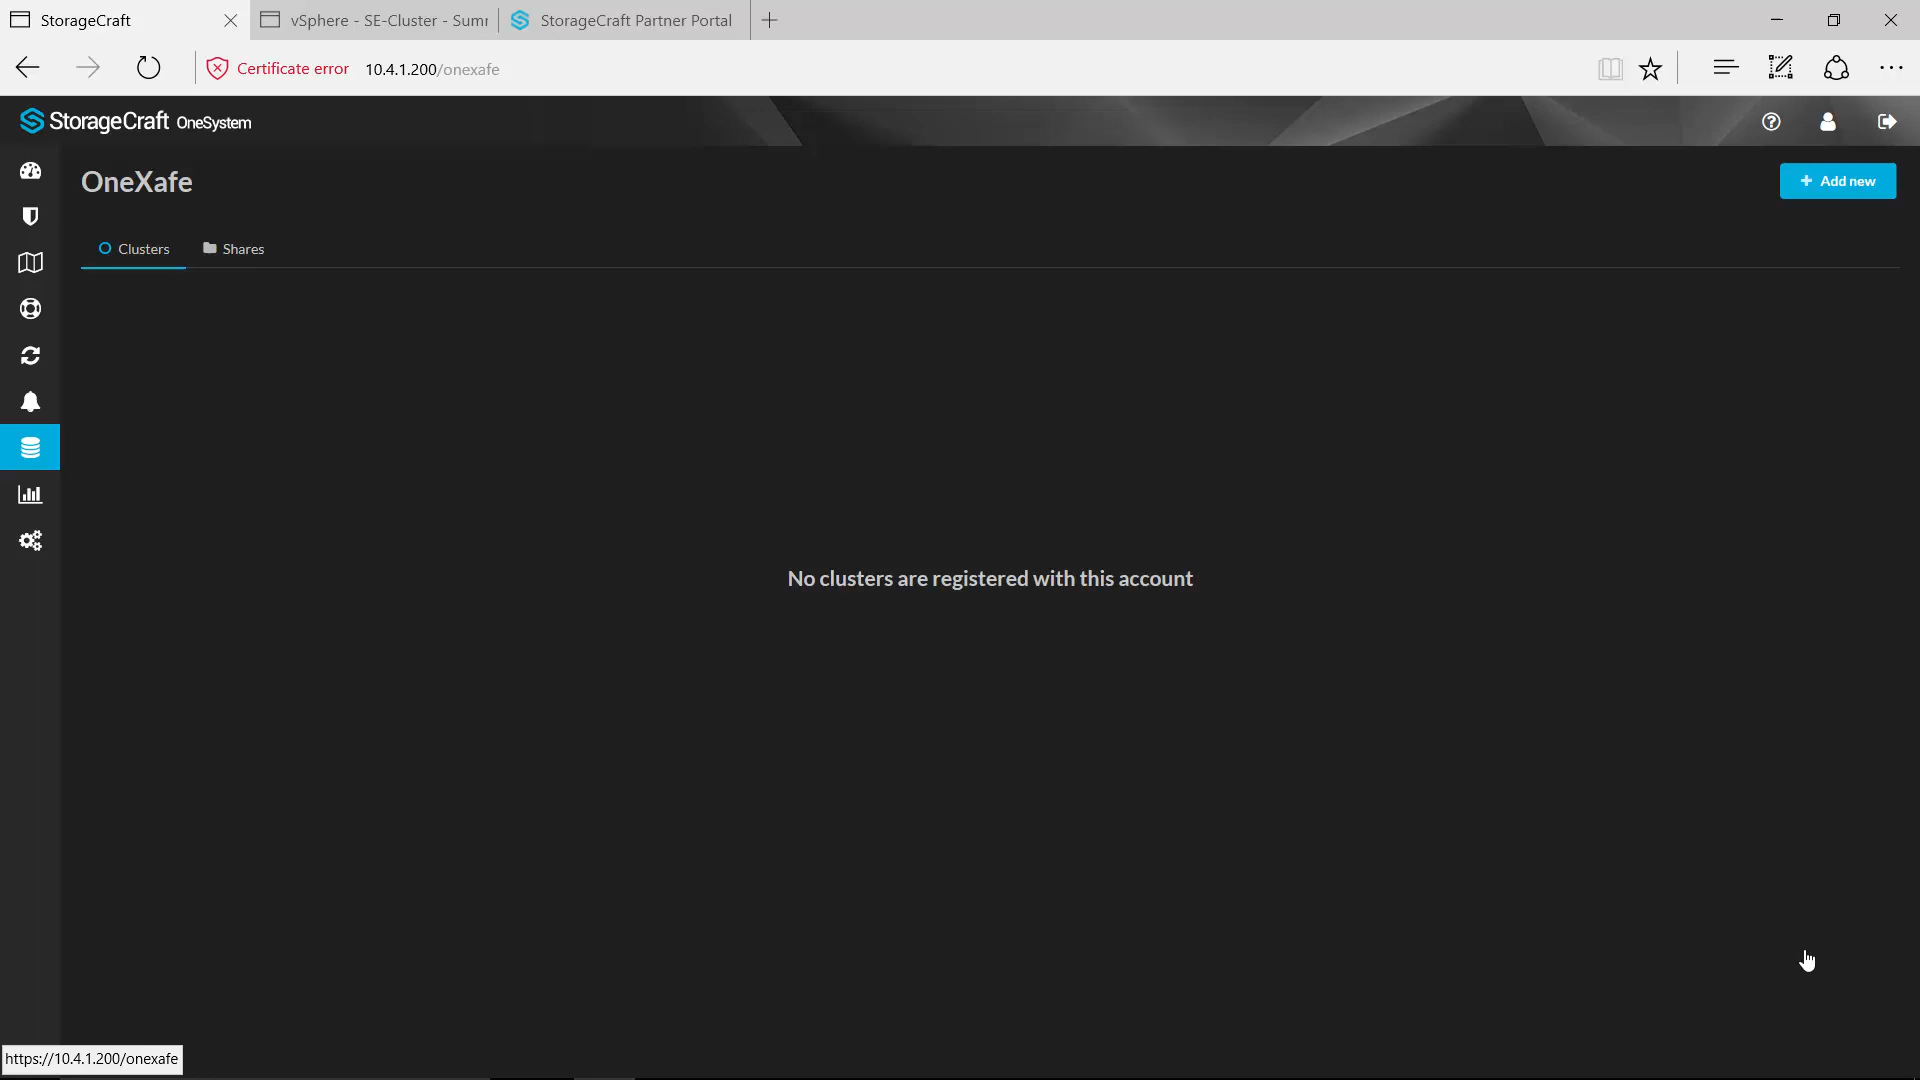 StorageCraft
vSphere - SE-Cluster - Sumr
StorageCraft Partner Portal
Certificate error 10.4.1.200/onexafe
StorageCraft OneSystem
OneXafe
+ Add new
Clusters
Shares
No clusters are registered with this account
https://10.4.1.200/onexafe